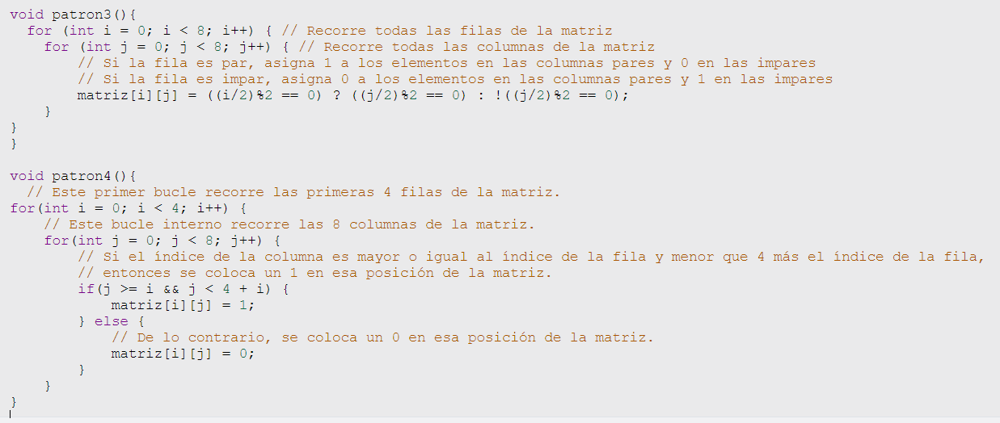 void patron3(){
  for (int i = 0; i < 8; i++) { // Recorre todas las filas de la matriz
    for (int j = 0; j < 8; j++) { // Recorre todas las columnas de la matriz
        // Si la fila es par, asigna 1 a los elementos en las columnas pares y 0 en las impares
        // Si la fila es impar, asigna 0 a los elementos en las columnas pares y 1 en las impares
        matriz[i][j] = ((i/2)%2 == 0) ? ((j/2)%2 == 0) : !((j/2)%2 == 0);
    }
}
}

void patron4(){
  // Este primer bucle recorre las primeras 4 filas de la matriz.
for(int i = 0; i < 4; i++) {
    // Este bucle interno recorre las 8 columnas de la matriz.
    for(int j = 0; j < 8; j++) {
        // Si el índice de la columna es mayor o igual al índice de la fila y menor que 4 más el índice de la fila,
        // entonces se coloca un 1 en esa posición de la matriz.
        if(j >= i && j < 4 + i) {
            matriz[i][j] = 1;
        } else {
            // De lo contrario, se coloca un 0 en esa posición de la matriz.
            matriz[i][j] = 0;
        }
    }
}